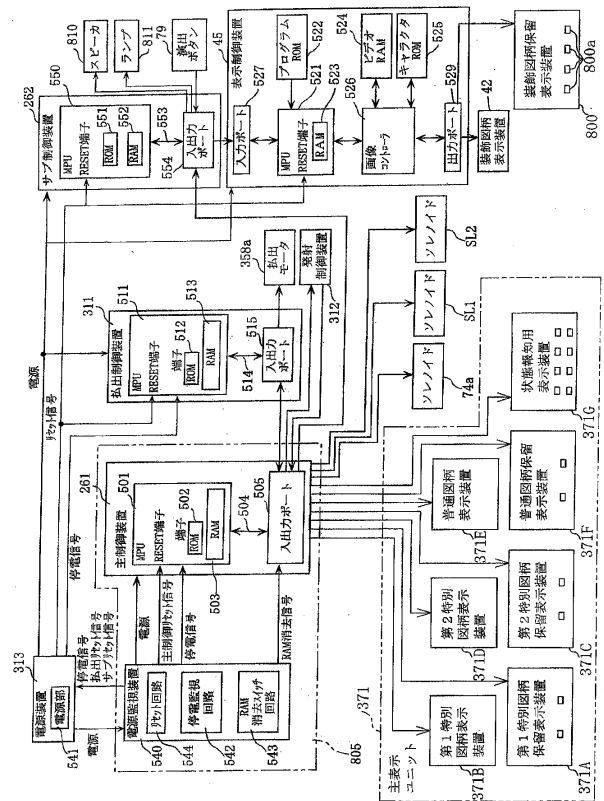 313
電源装置
電源部
541
電源
停電信号
払出リセット信号
サブリセット信号
電源
リセット信号
停電信号
電源監視装置
540
リセット回路
544
停電監視
回路
542
RAM
消去スイッチ
回路
543
805
電源
主制御リセット信号
停電信号
RAM消去信号
261
主制御装置
501
MPU
RESET端子
端子
502
ROM
RAM
503
504
505
入出力ポート
311
払出制御装置
511
MPU
RESET端子
端子
512
ROM
513
RAM
514
515
入出力ポート
358a
払出
モータ
発射
制御装置
312
262
サブ制御装置
550
MPU
RESET端子
551
ROM
552
RAM
553
554
入出力
ポート
810
スピーカ
ランプ
811
79
演出
ボタン
45
表示制御装置
527
入力ポート
プログラム
ROM
522
521
MPU
RESET端子
RAM
523
524
ビデオ
RAM
キャラクタ
ROM
525
526
画像
コントローラ
529
出力ポート
装飾図柄
表示装置
42
装飾図柄保留
表示装置
800
800a
ソレノイド
74a
ソレノイド
SL1
ソレノイド
SL2
371
主表示
ユニット
第1特別
図柄表示
装置
371B
第1特別図柄
保留表示装置
371A
第2特別
図柄表示装
置
371D
第2特別図柄
保留表示装置
371C
普通図柄
表示装置
371E
普通図柄保留
表示装置
371F
状態報知用
表示装置
371G